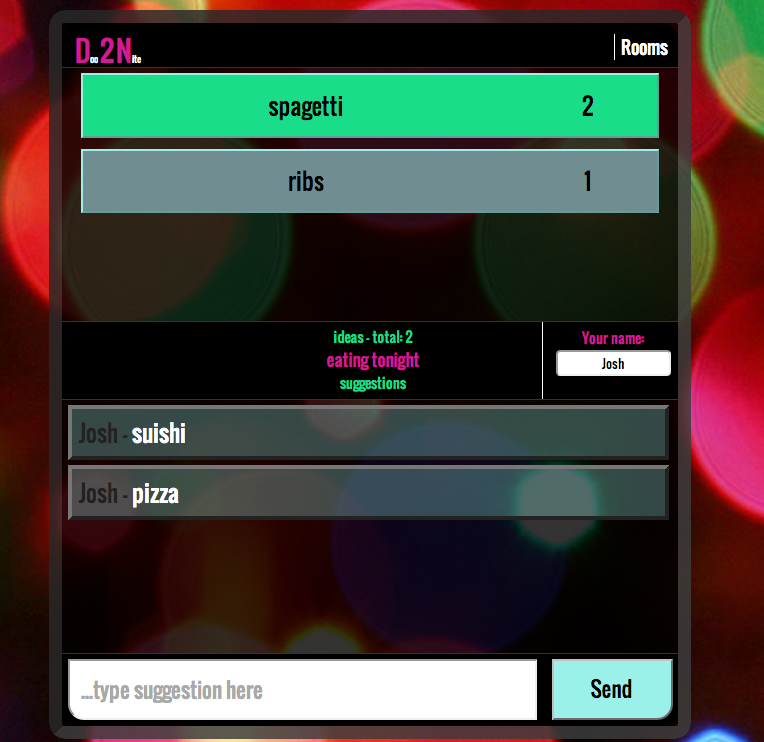 Doo2Nite
Rooms
spagetti 2
ribs 1
ideas - total: 2
eating tonight
suggestions
Your name:
Josh
Josh - suishi
Josh - pizza
...type suggestion here
Send